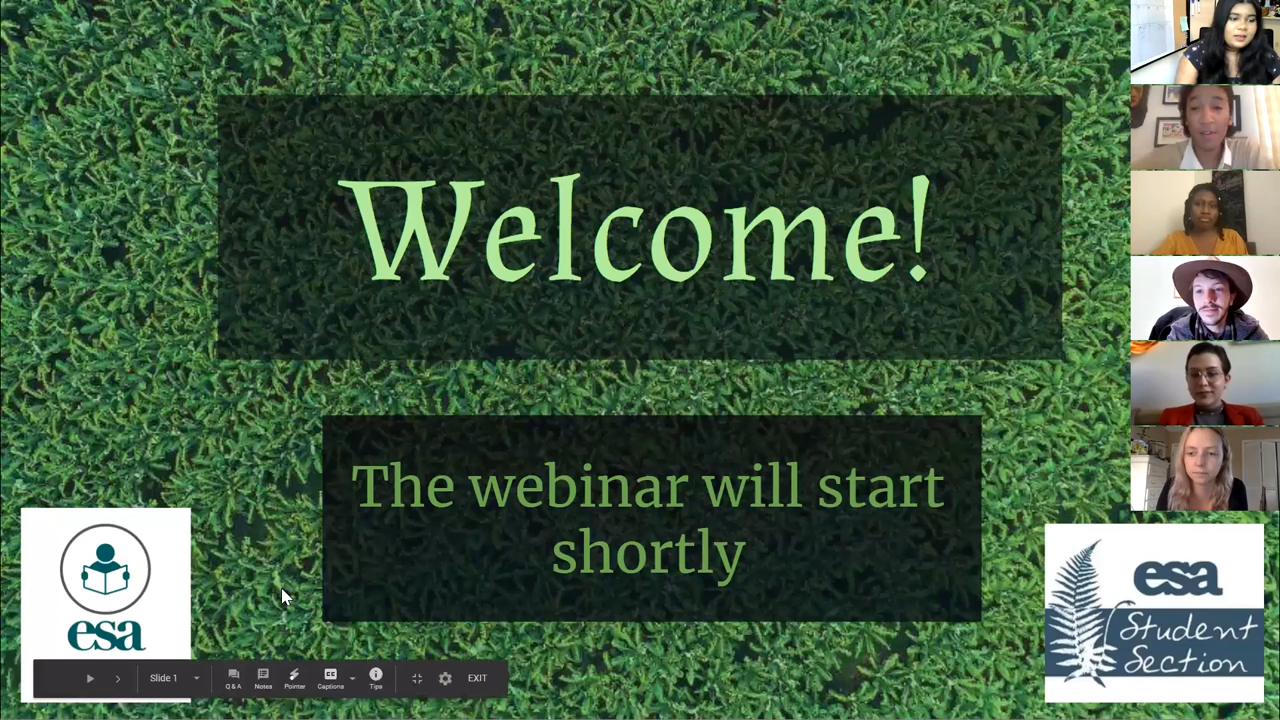 Welcome!
The webinar will start
shortly
esa
esa
Student
Section
Slide 1
Q & A
Notes
Pointer
Captions
Tips
EXIT